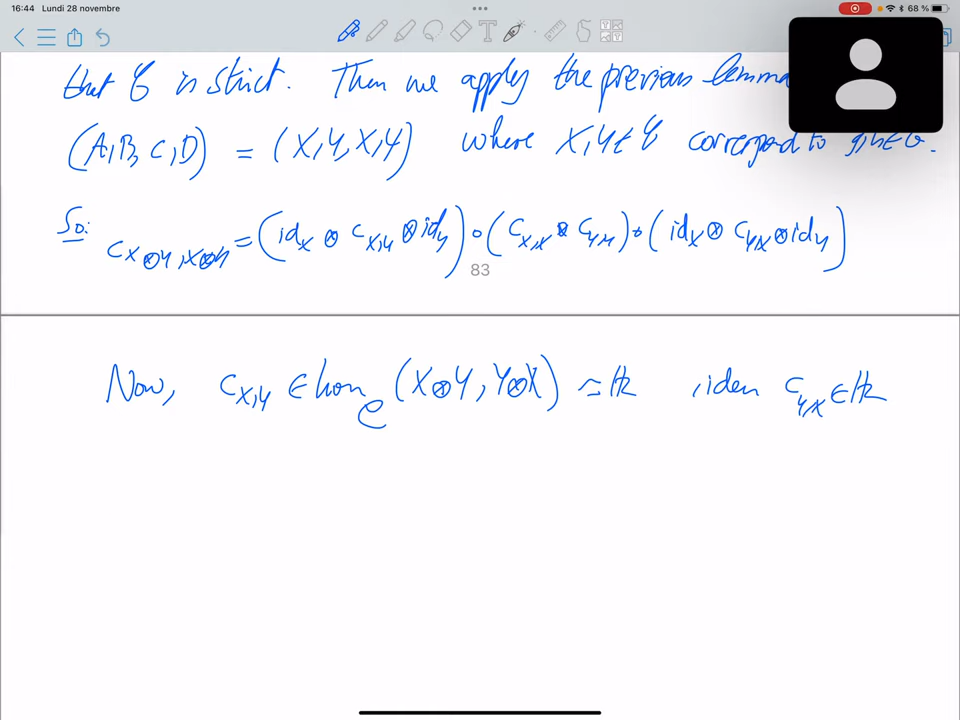 16:44 Lundi 28 novembre 68 %
that 𝒞 is strict. Then we apply the previous lemma
(A, B, C, D) = (X, Y, X, Y) where X, Y ∈ 𝒞 correspond to g, h ∈ G.
So: c_{X⊗Y, X⊗Y} = (id_X ⊗ c_{X,Y} ⊗ id_Y) ∘ (c_{X,X} ⊗ c_{Y,Y}) ∘ (id_X ⊗ c_{Y,X} ⊗ id_Y)
83
Now, c_{X,Y} ∈ hom_𝒞 (X⊗Y, Y⊗X) ≃ k , idem c_{Y,X} ∈ k